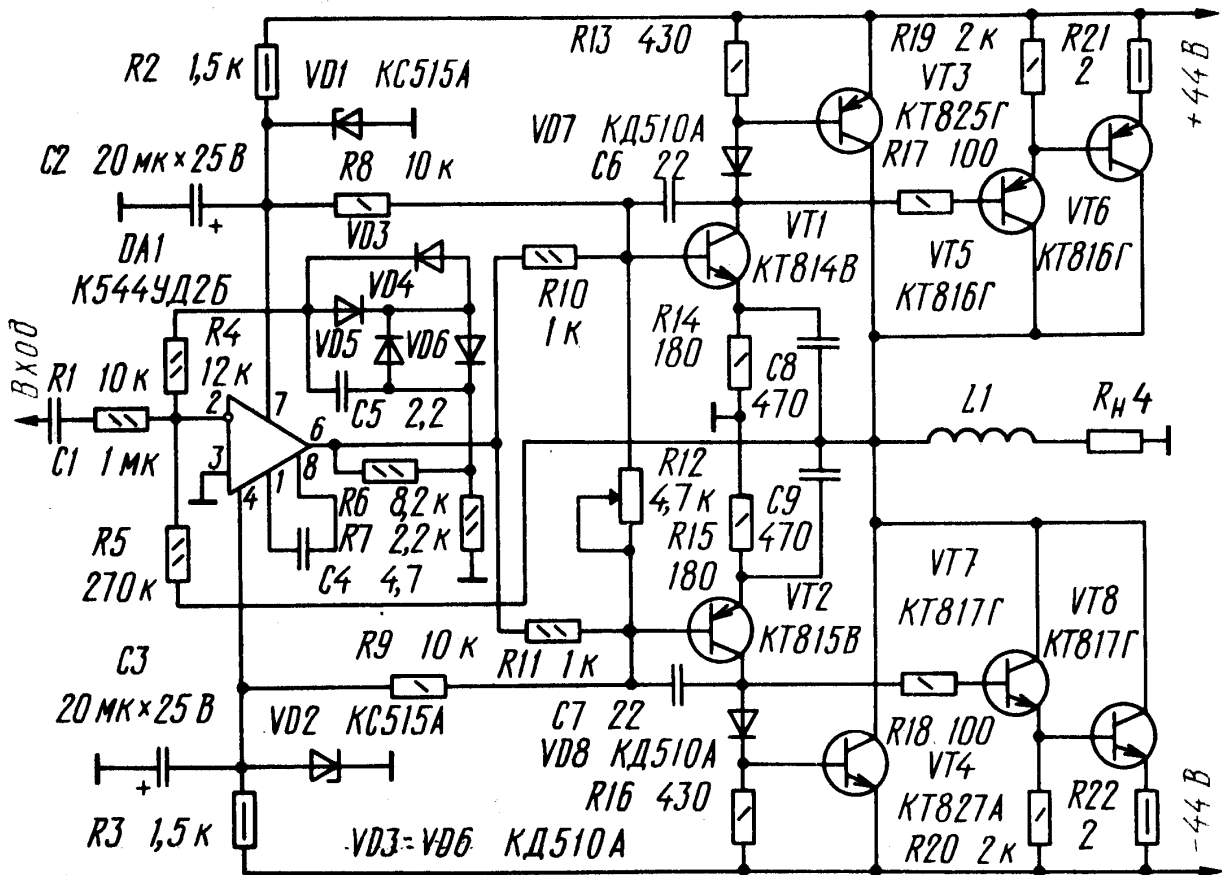 R13 430
R19 2 к
R21
2
R2 1,5 к
VD1 КС515А
VT3
КТ825Г
+44 В
VD7 КД510А
C2 20 мк×25 В
R8 10 к
C6 22
R17 100
DA1
К544УД2Б
VD3
VD4
VT1
КТ814В
VT6
КТ816Г
VT5
КТ816Г
R10
1 к
Вход
R4
12 к
VD5
VD6
R14
180
R1 10 к
C5 2,2
C8
470
L1
Rн 4
2
7
6
3
8
1
4
C1 1 мк
R12
4,7 к
R6 8,2 к
C9
470
R5
270 к
R7 2,2 к
C4 4,7
R15
180
VT7
КТ817Г
VT2
КТ815В
VT8
КТ817Г
R9 10 к
R11 1 к
C3
20 мк×25 В
VD2 КС515А
C7 22
VD8 КД510А
R18 100
VT4
КТ827А
R16 430
R22
2
R3 1,5 к
VD3=VD6 КД510А
R20 2 к
-44 В